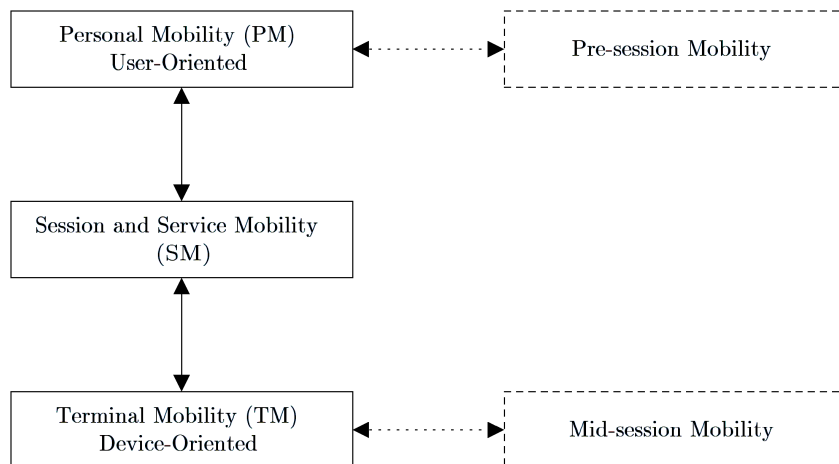 Personal Mobility (PM)
User-Oriented
Pre-session Mobility
Session and Service Mobility
(SM)
Terminal Mobility (TM)
Device-Oriented
Mid-session Mobility